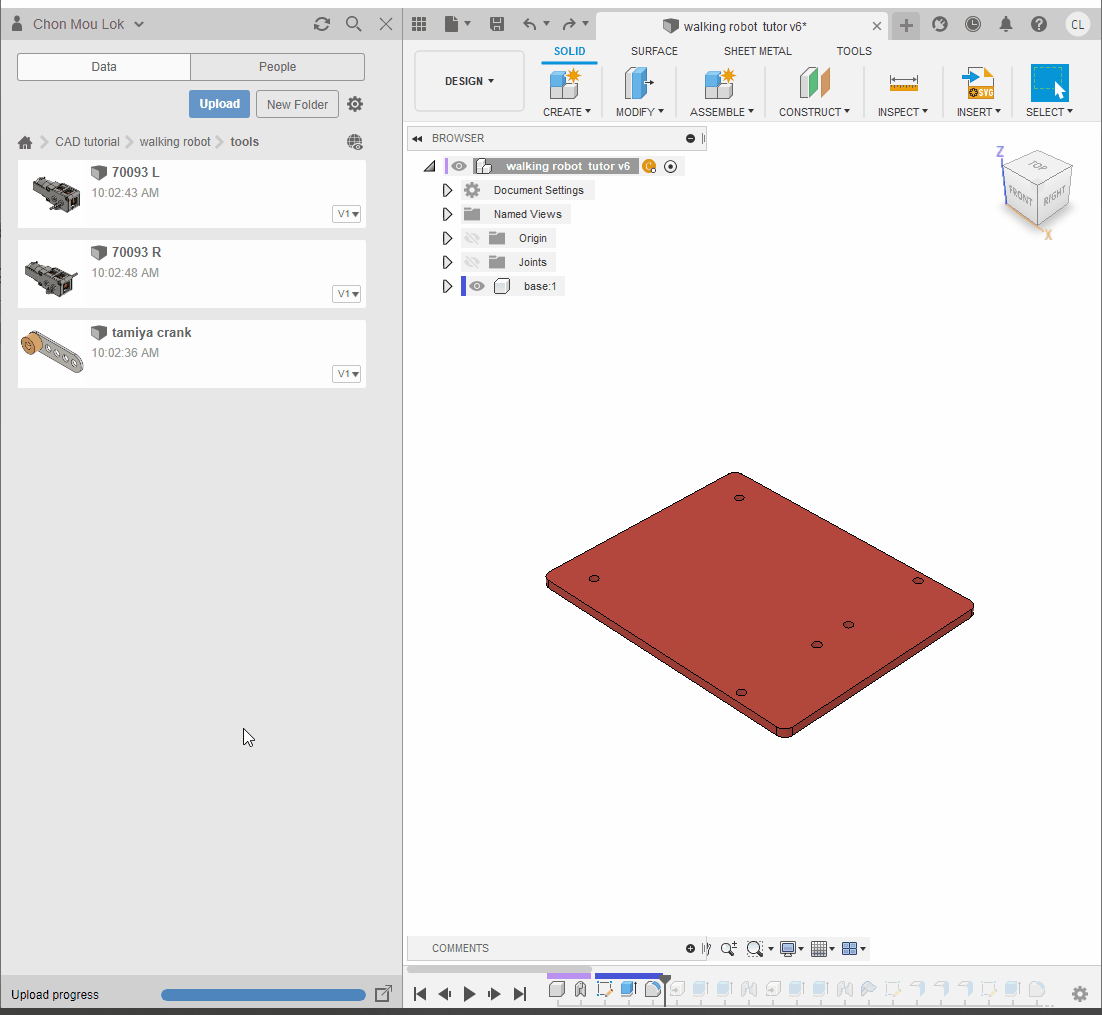 Chon Mou Lok
walking robot tutor v6*
CL
Data People
Upload New Folder
CAD tutorial walking robot tools
70093 L
10:02:43 AM
V1
70093 R
10:02:48 AM
V1
tamiya crank
10:02:36 AM
V1
SOLID SURFACE SHEET METAL TOOLS
DESIGN
SVG
CREATE MODIFY ASSEMBLE CONSTRUCT INSPECT INSERT SELECT
BROWSER
walking robot tutor v6
Document Settings
Named Views
Origin
Joints
base:1
Z
TOP
FRONT RIGHT
X
COMMENTS
Upload progress